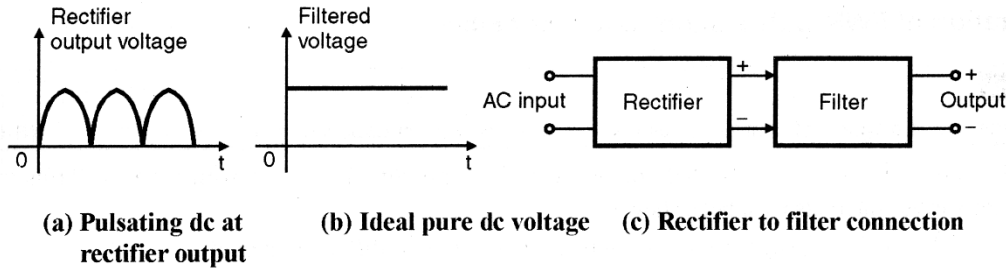 Rectifier
output voltage
0
t
(a) Pulsating dc at
rectifier output
Filtered
voltage
0
t
(b) Ideal pure dc voltage
AC input
Rectifier
+
−
Filter
+
Output
−
(c) Rectifier to filter connection